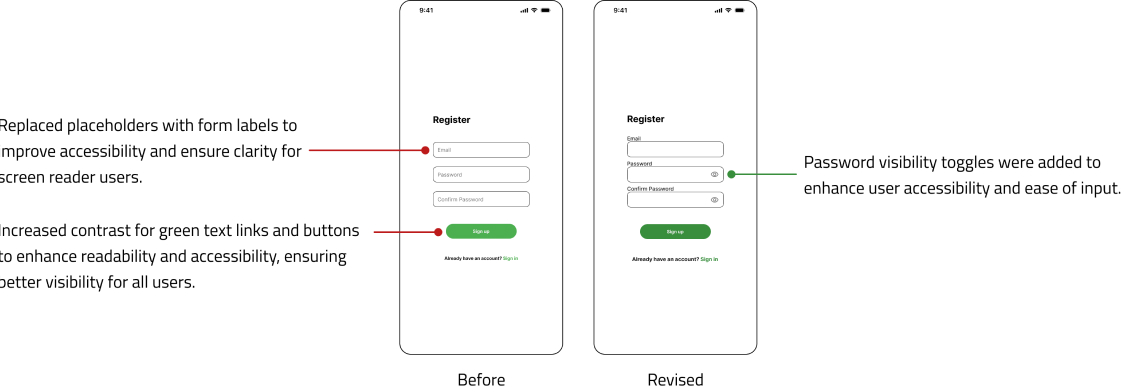 Replaced placeholders with form labels to
improve accessibility and ensure clarity for
screen reader users.
Increased contrast for green text links and buttons
to enhance readability and accessibility, ensuring
better visibility for all users.
9:41
Register
Email
Password
Confirm Password
Sign up
Already have an account? Sign in
Before
9:41
Register
Email
Password
Confirm Password
Sign up
Already have an account? Sign in
Revised
Password visibility toggles were added to
enhance user accessibility and ease of input.